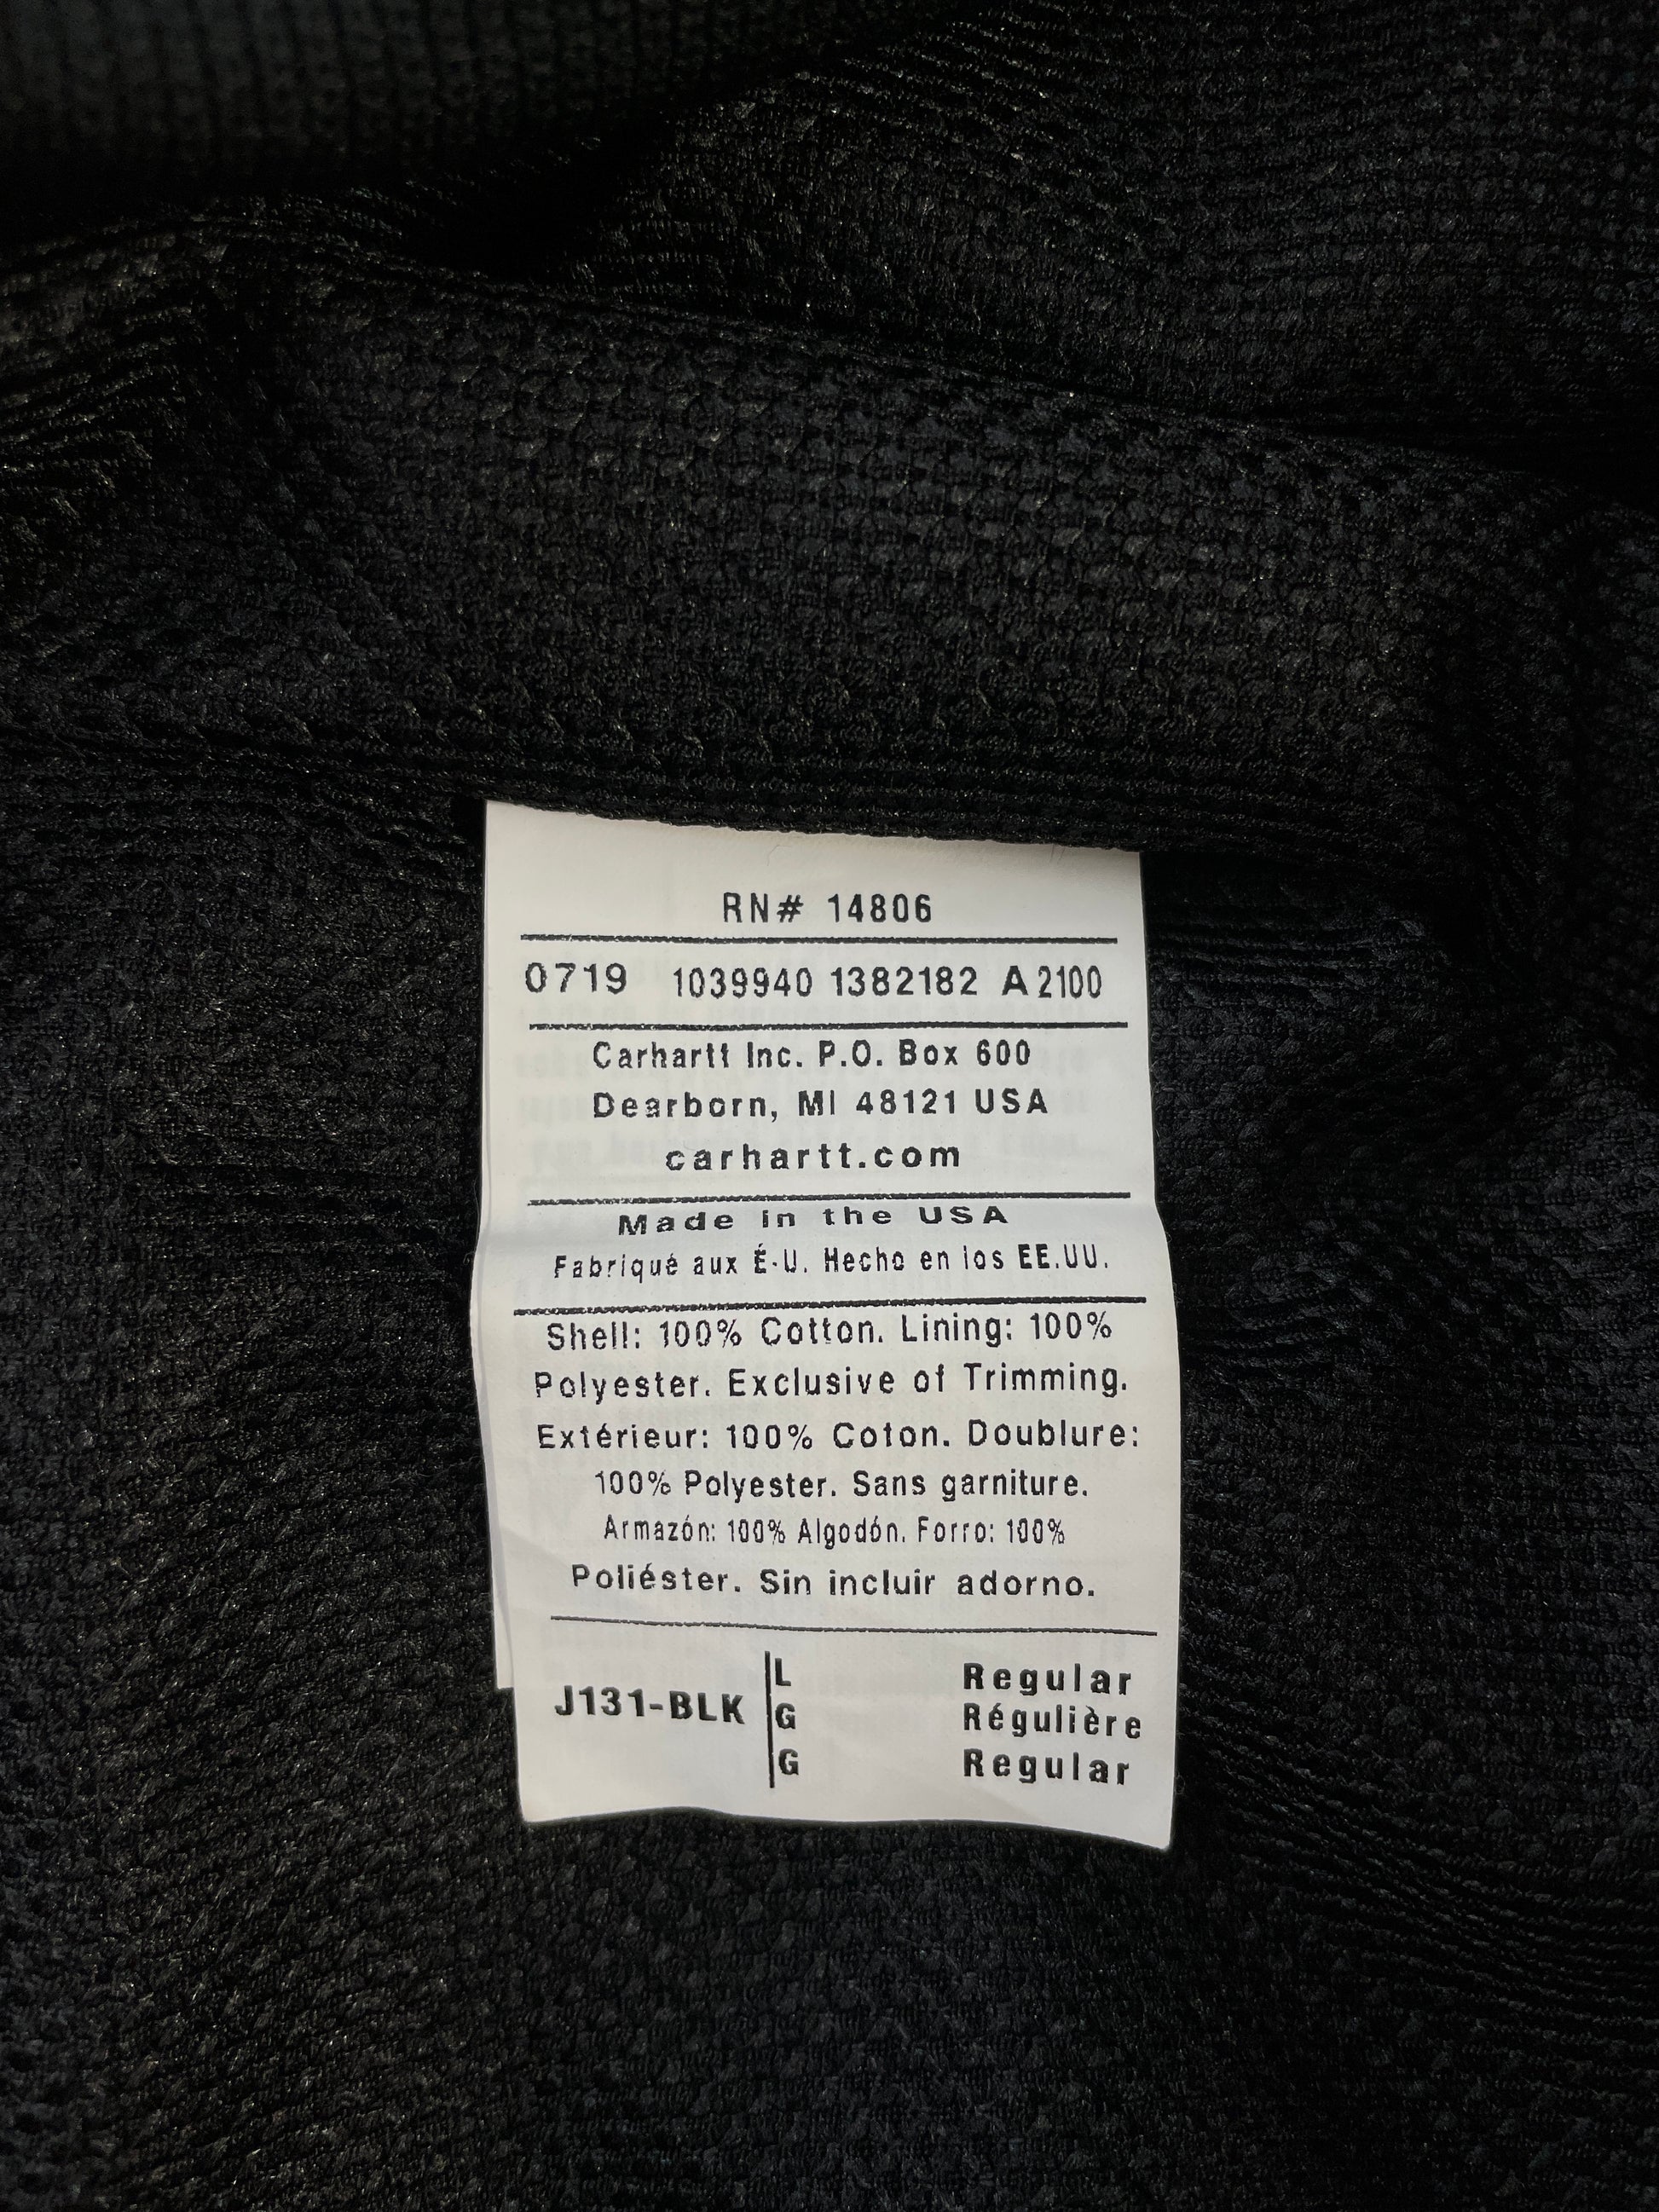 RN# 14806
0719 1039940 1382182 A 2100
Carhartt Inc. P.O. Box 600
Dearborn, MI 48121 USA
carhartt.com
Made in the USA
Fabriqué aux É-U. Hecho en los EE.UU.
Shell: 100% Cotton. Lining: 100%
Polyester. Exclusive of Trimming.
Extérieur: 100% Coton. Doublure:
100% Polyester. Sans garniture.
Armazón: 100% Algodón. Forro: 100%
Poliéster. Sin incluir adorno.
J131-BLK
L Regular
G Régulière
G Regular